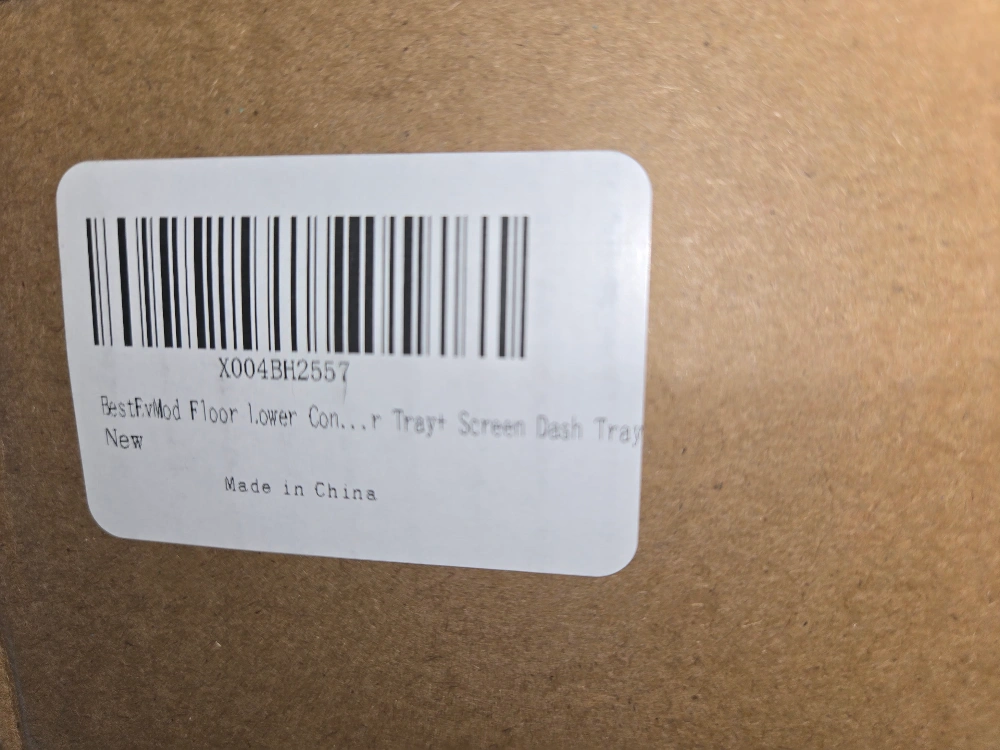 X004BH2557
BestEvMod Floor Lower Con...r Tray+ Screen Dash Tray
New
Made in China